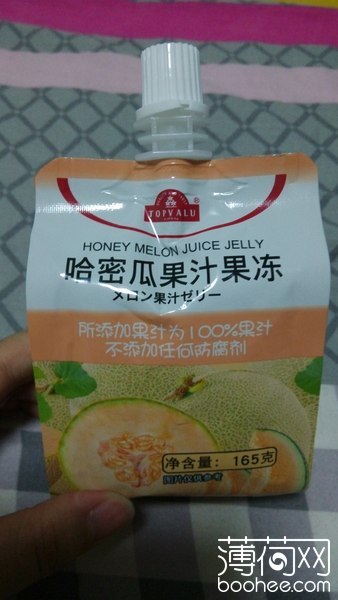 TOPVALU
®
HONEY MELON JUICE JELLY
哈密瓜果汁果冻
メロン果汁ゼリー
所添加果汁为100%果汁
不添加任何防腐剂
净含量：165克
图片仅供参考
薄荷网
boohee.com